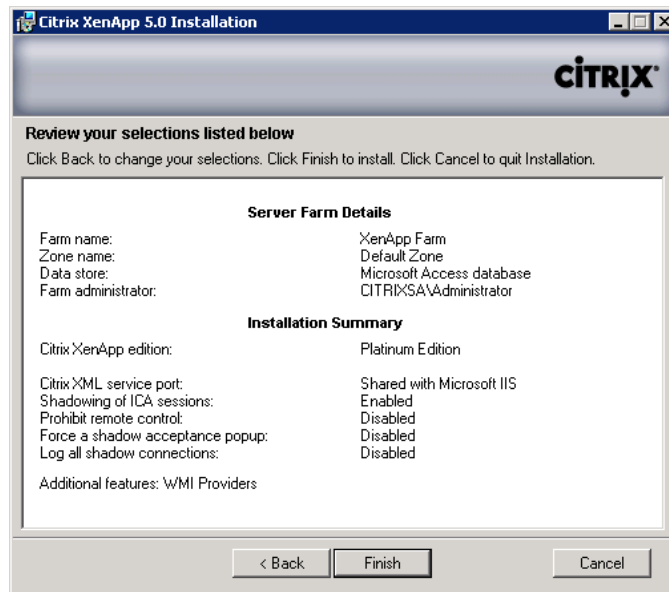 Citrix XenApp 5.0 Installation
CITRIX
Review your selections listed below
Click Back to change your selections. Click Finish to install. Click Cancel to quit Installation.
Server Farm Details
Farm name: XenApp Farm
Zone name: Default Zone
Data store: Microsoft Access database
Farm administrator: CITRIXSA\Administrator
Installation Summary
Citrix XenApp edition: Platinum Edition
Citrix XML service port: Shared with Microsoft IIS
Shadowing of ICA sessions: Enabled
Prohibit remote control: Disabled
Force a shadow acceptance popup: Disabled
Log all shadow connections: Disabled
Additional features: WMI Providers
< Back Finish Cancel